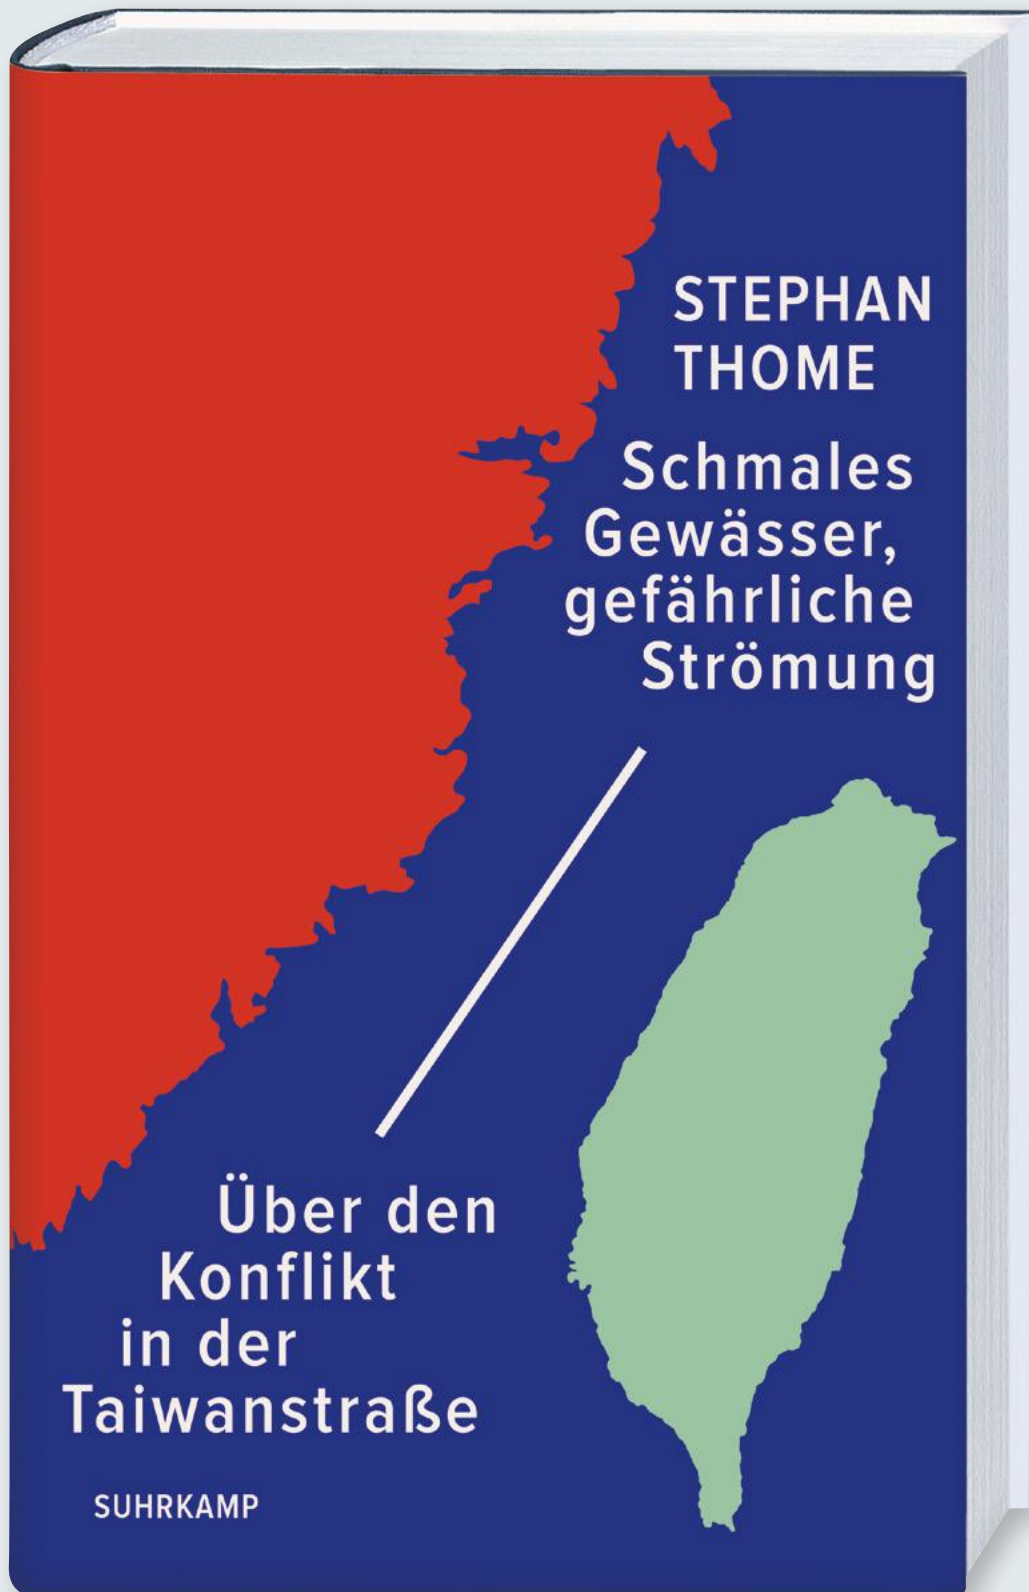 STEPHAN
THOME
Schmales
Gewässer,
gefährliche
Strömung
Über den
Konflikt
in der
Taiwanstraße
SUHRKAMP